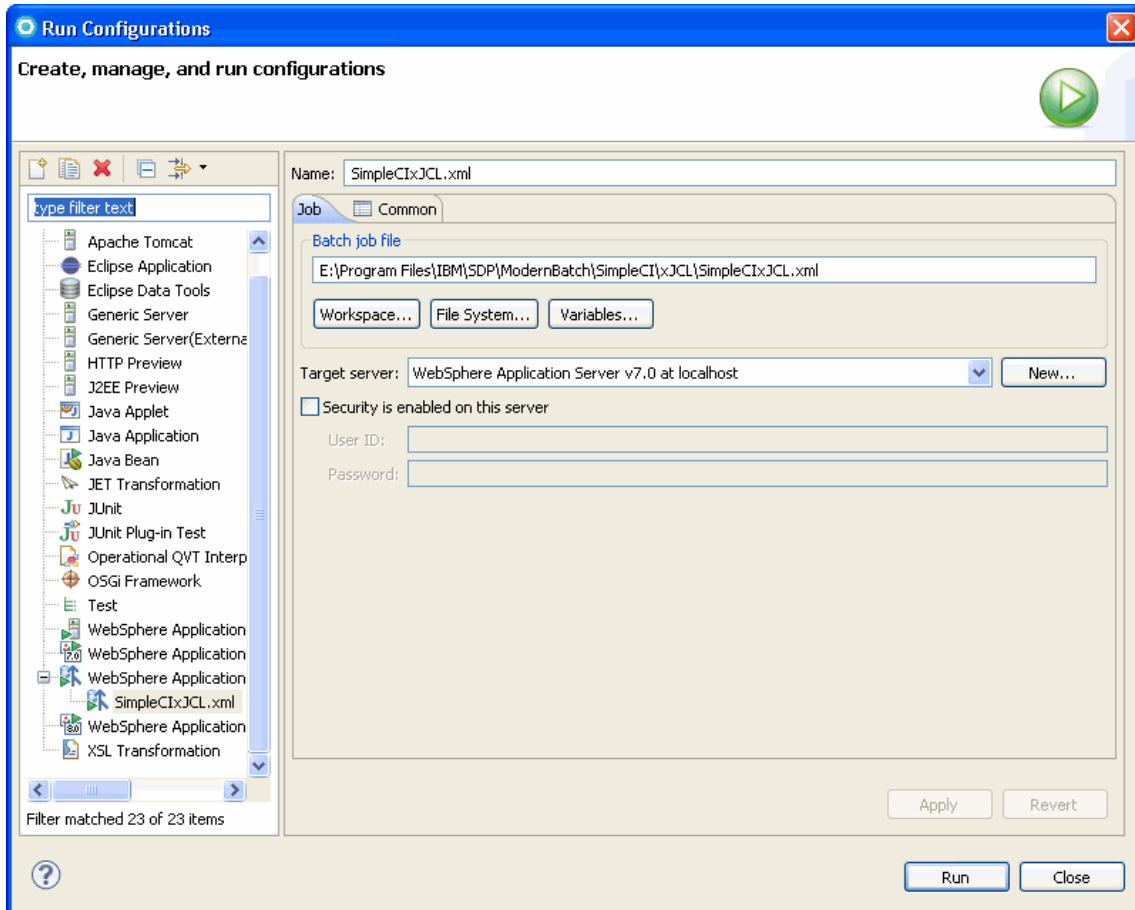 Run Configurations
Create, manage, and run configurations
type filter text
Apache Tomcat
Eclipse Application
Eclipse Data Tools
Generic Server
Generic Server(Externa
HTTP Preview
J2EE Preview
Java Applet
Java Application
Java Bean
JET Transformation
JUnit
JUnit Plug-in Test
Operational QVT Interp
OSGi Framework
Test
WebSphere Application
WebSphere Application
WebSphere Application
SimpleCIxJCL.xml
WebSphere Application
XSL Transformation
Filter matched 23 of 23 items
Name: SimpleCIxJCL.xml
Job Common
Batch job file
E:\Program Files\IBM\SDP\ModernBatch\SimpleCI\xJCL\SimpleCIxJCL.xml
Workspace... File System... Variables...
Target server: WebSphere Application Server v7.0 at localhost New...
Security is enabled on this server
User ID:
Password:
Apply Revert
Run Close